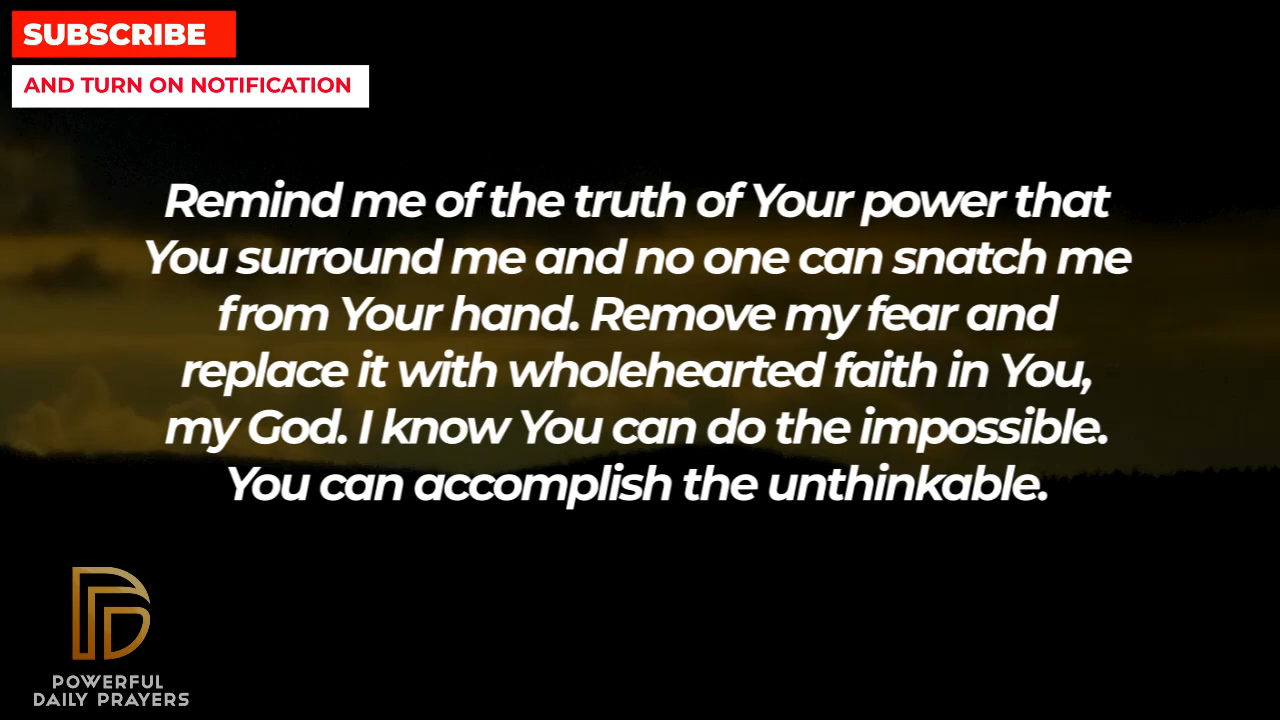 SUBSCRIBE
AND TURN ON NOTIFICATION
Remind me of the truth of Your power that
You surround me and no one can snatch me
from Your hand. Remove my fear and
replace it with wholehearted faith in You,
my God. I know You can do the impossible.
You can accomplish the unthinkable.
POWERFUL
DAILY PRAYERS